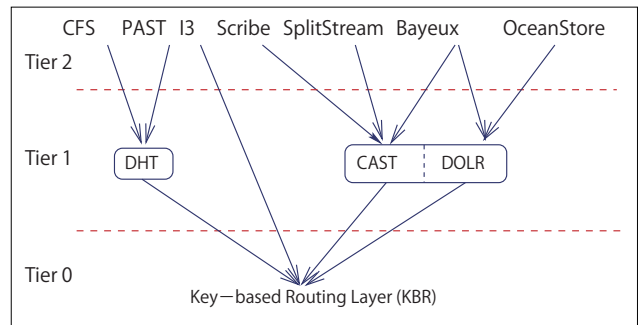 CFS PAST I3 Scribe SplitStream Bayeux OceanStore
Tier 2
Tier 1
DHT
CAST
DOLR
Tier 0
Key−based Routing Layer (KBR)